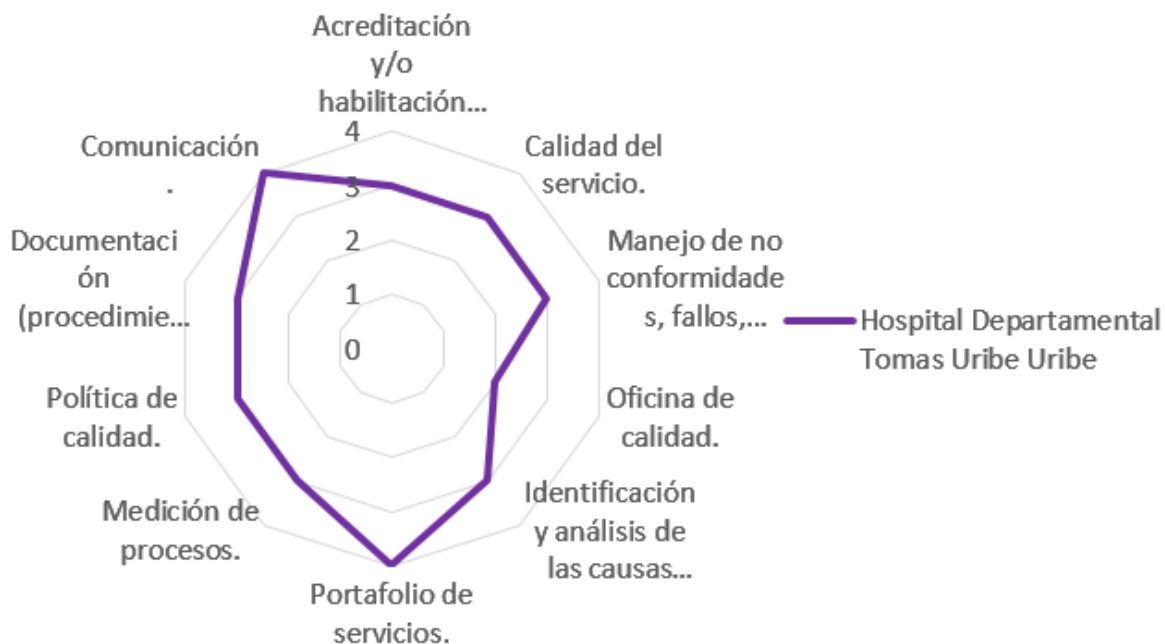 Acreditación
y/o
habilitación...
Calidad del
servicio.
Manejo de no
conformidade
s, fallos,...
Oficina de
calidad.
Identificación
y análisis de
las causas...
Portafolio de
servicios.
Medición de
procesos.
Política de
calidad.
Documentaci
ón
(procedimie...
Comunicación
.
4
3
2
1
0
Hospital Departamental
Tomas Uribe Uribe